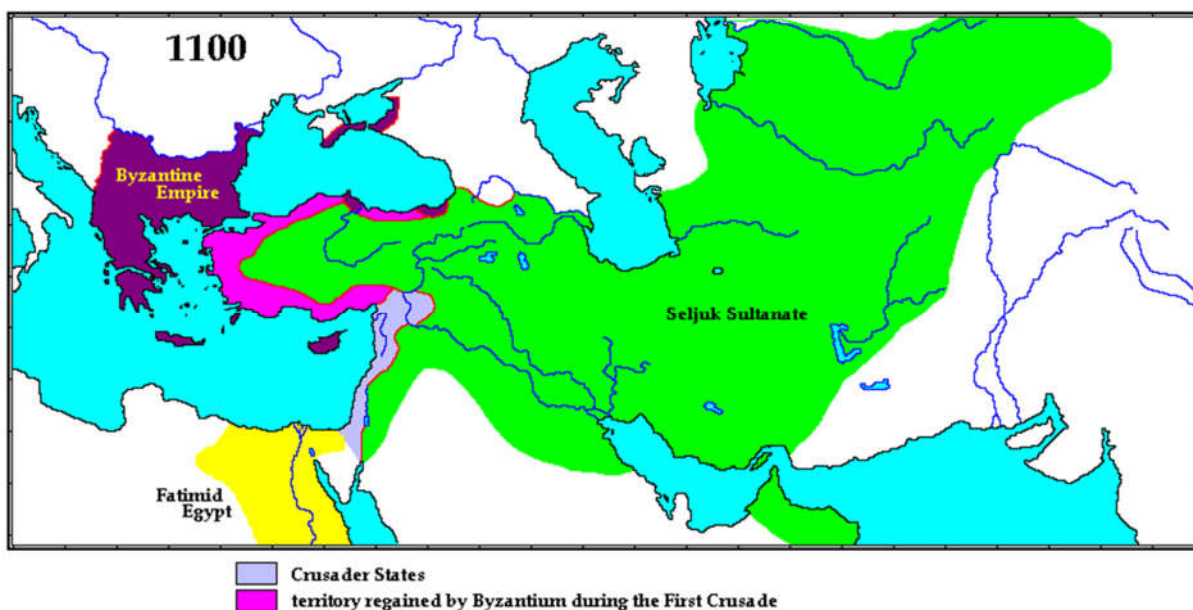 1100
Byzantine
Empire
Seljuk Sultanate
Fatimid
Egypt
Crusader States
territory regained by Byzantium during the First Crusade